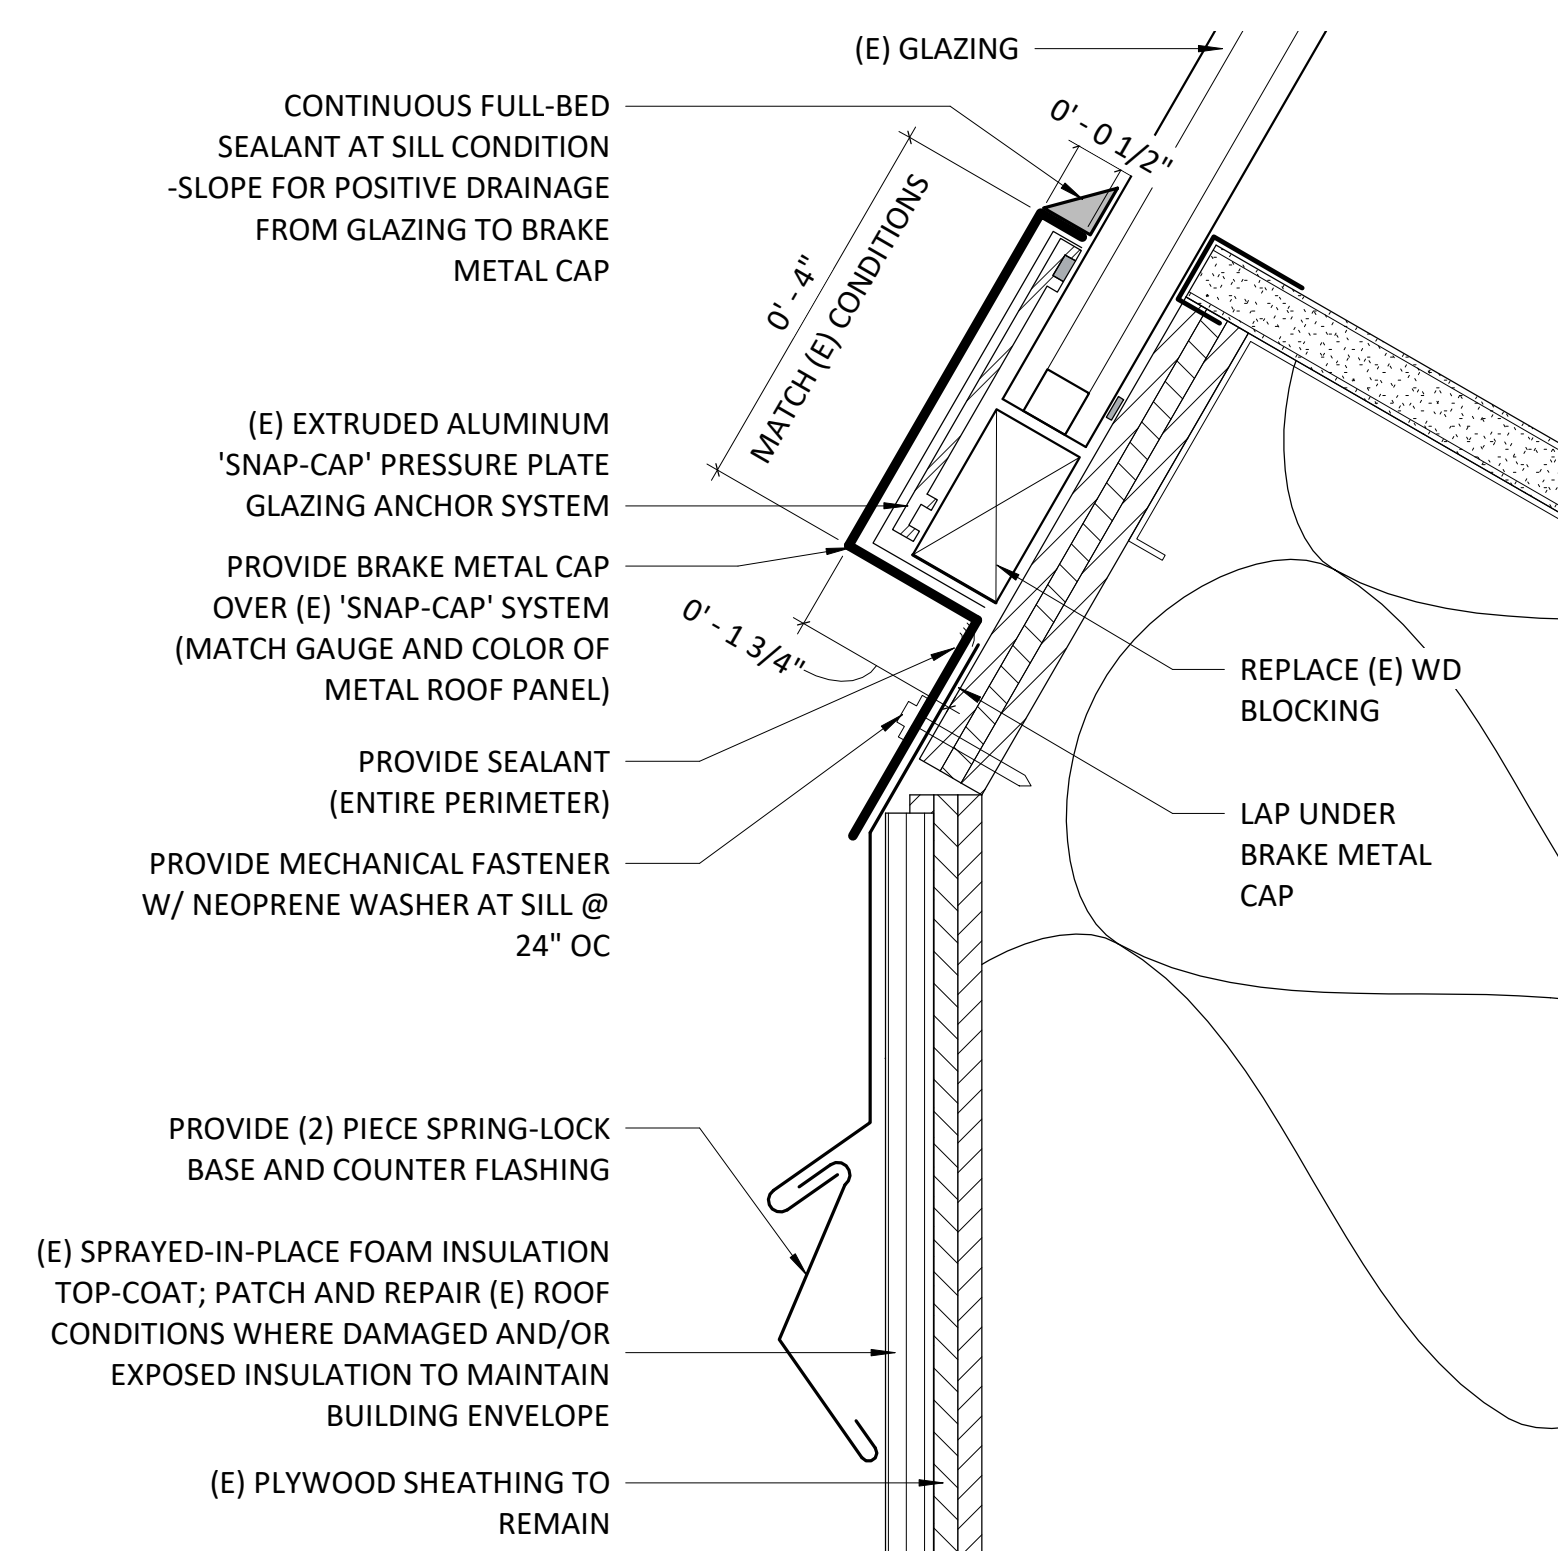 (E) GLAZING
CONTINUOUS FULL-BED
SEALANT AT SILL CONDITION
-SLOPE FOR POSITIVE DRAINAGE
FROM GLAZING TO BRAKE
METAL CAP
0' - 0 1/2"
0' - 4"
MATCH (E) CONDITIONS
(E) EXTRUDED ALUMINUM
'SNAP-CAP' PRESSURE PLATE
GLAZING ANCHOR SYSTEM
PROVIDE BRAKE METAL CAP
OVER (E) 'SNAP-CAP' SYSTEM
(MATCH GAUGE AND COLOR OF
METAL ROOF PANEL)
0' - 1 3/4"
REPLACE (E) WD
BLOCKING
PROVIDE SEALANT
(ENTIRE PERIMETER)
LAP UNDER
BRAKE METAL
CAP
PROVIDE MECHANICAL FASTENER
W/ NEOPRENE WASHER AT SILL @
24" OC
PROVIDE (2) PIECE SPRING-LOCK
BASE AND COUNTER FLASHING
(E) SPRAYED-IN-PLACE FOAM INSULATION
TOP-COAT; PATCH AND REPAIR (E) ROOF
CONDITIONS WHERE DAMAGED AND/OR
EXPOSED INSULATION TO MAINTAIN
BUILDING ENVELOPE
(E) PLYWOOD SHEATHING TO
REMAIN